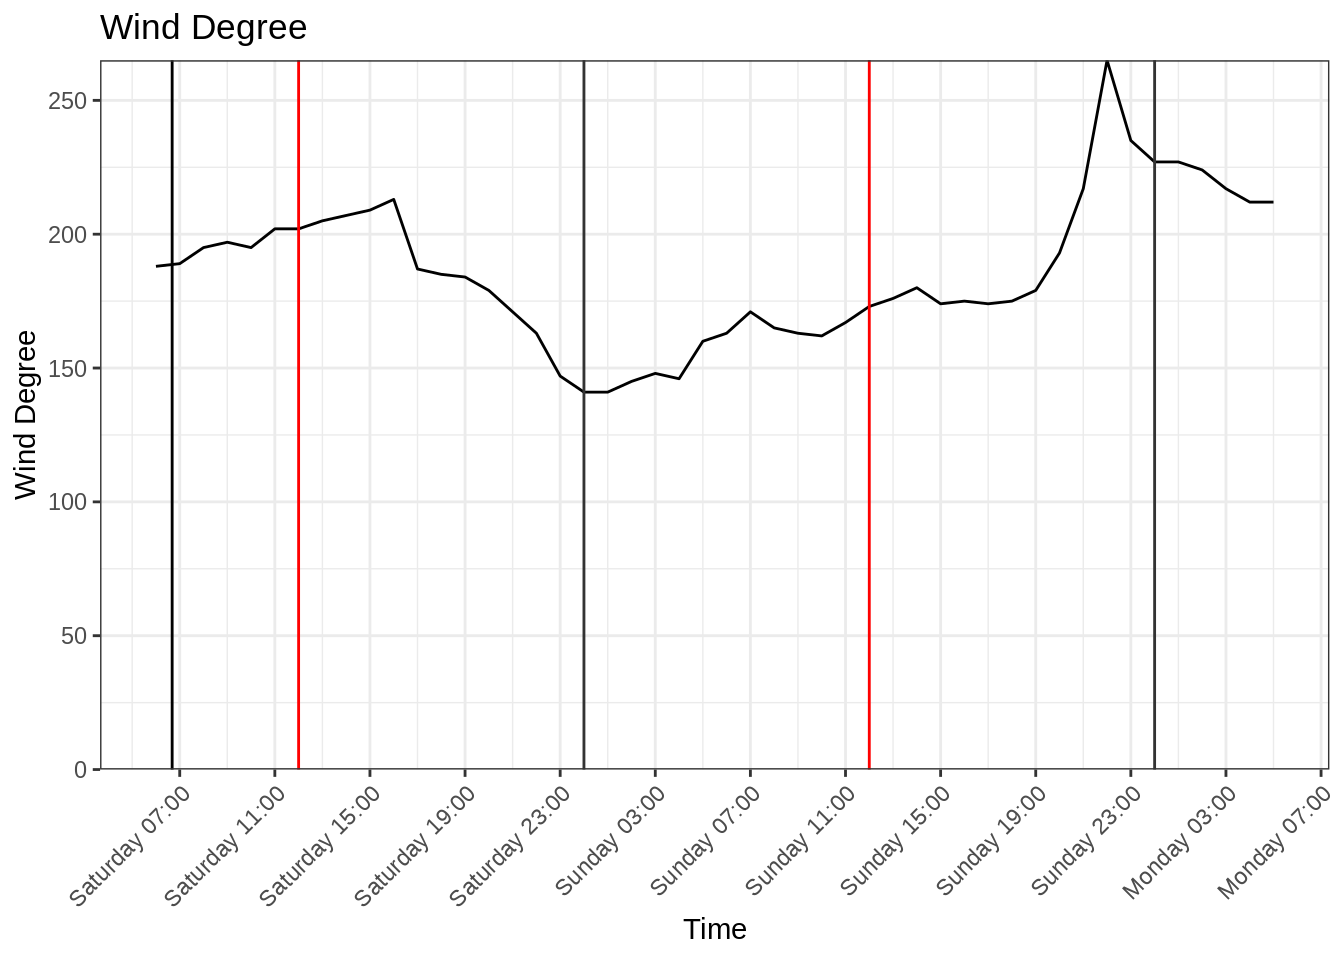 Wind Degree
Wind Degree
250
200
150
100
50
0
Saturday 07:00
Saturday 11:00
Saturday 15:00
Saturday 19:00
Saturday 23:00
Sunday 03:00
Sunday 07:00
Sunday 11:00
Sunday 15:00
Sunday 19:00
Sunday 23:00
Monday 03:00
Monday 07:00
Time